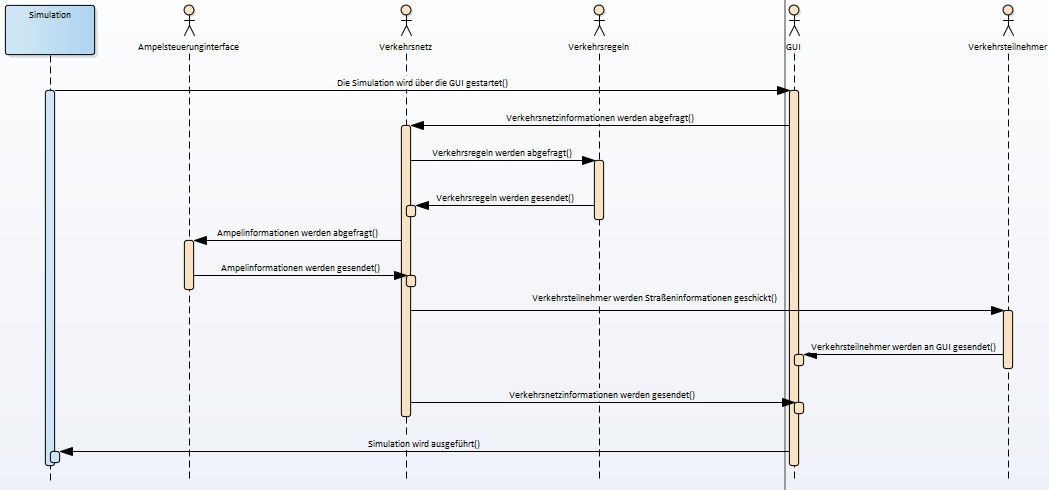 Simulation
Ampelsteuerunginterface
Verkehrsnetz
Verkehrsregeln
GUI
Verkehrsteilnehmer
Die Simulation wird über die GUI gestartet()
Verkehrsnetzinformationen werden abgefragt()
Verkehrsregeln werden abgefragt()
Verkehrsregeln werden gesendet()
Ampelinformationen werden abgefragt()
Ampelinformationen werden gesendet()
Verkehrsteilnehmer werden Straßeninformationen geschickt()
Verkehrsteilnehmer werden an GUI gesendet()
Verkehrsnetzinformationen werden gesendet()
Simulation wird ausgeführt()